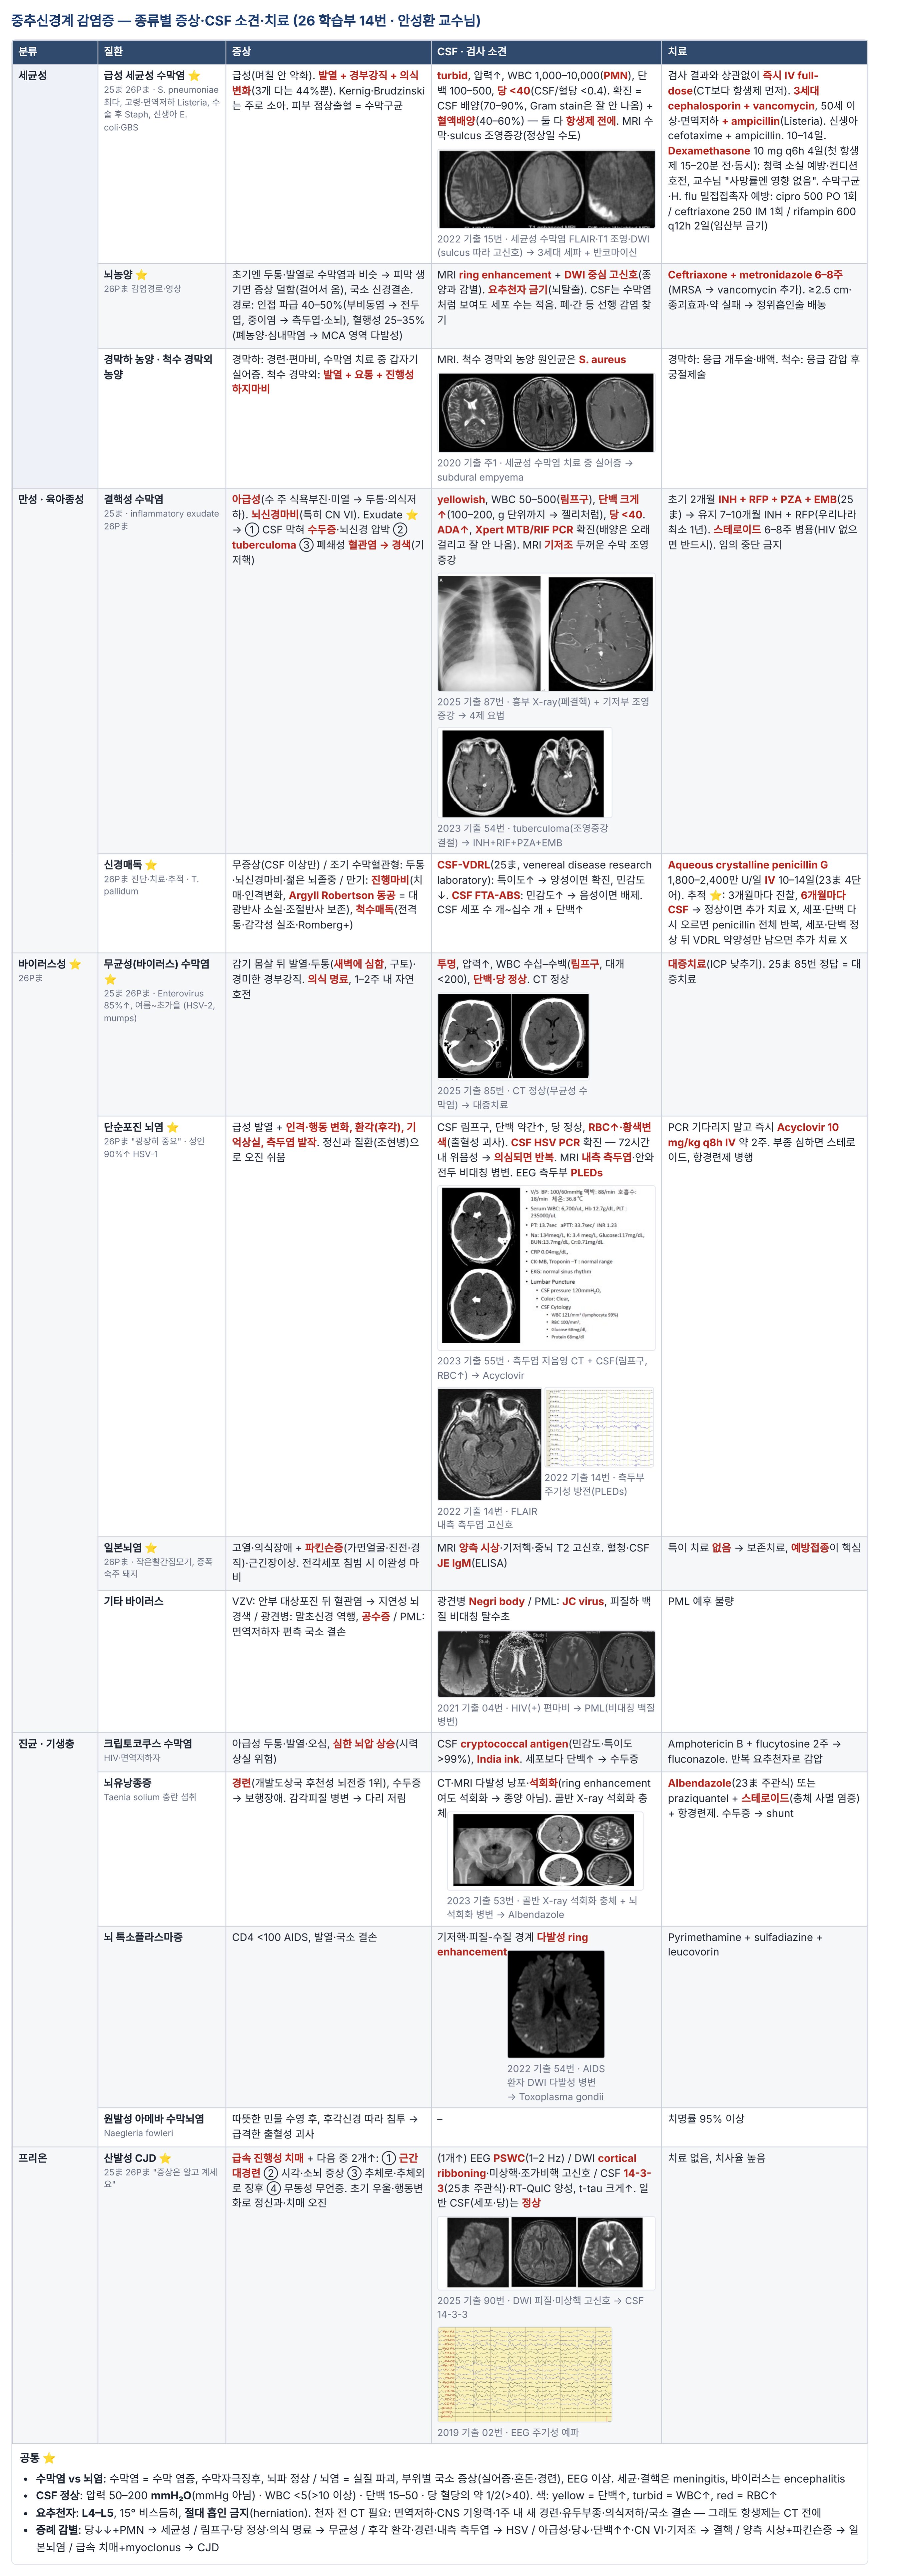 중추신경계 감염증 — 종류별 증상·CSF 소견·치료 (26 학습부 14번 · 안성환 교수님)
분류
질환
증상
CSF · 검사 소견
치료
세균성
급성 세균성 수막염 ⭐
25ま 26Pま · S. pneumoniae
최다, 고령·면역저하 Listeria, 수
술 후 Staph, 신생아 E.
coli·GBS
급성(며칠 안 악화). 발열 + 경부강직 + 의식
변화(3개 다는 44%뿐). Kernig·Brudzinski
는 주로 소아. 피부 점상출혈 = 수막구균
turbid, 압력↑, WBC 1,000–10,000(PMN), 단
백 100–500, 당 <40(CSF/혈당 <0.4). 확진 =
CSF 배양(70–90%, Gram stain은 잘 안 나옴) +
혈액배양(40–60%) — 둘 다 항생제 전에. MRI 수
막·sulcus 조영증강(정상일 수도)
2022 기출 15번 · 세균성 수막염 FLAIR·T1 조영·DWI
(sulcus 따라 고신호) → 3세대 세파 + 반코마이신
검사 결과와 상관없이 즉시 IV full-
dose(CT보다 항생제 먼저). 3세대
cephalosporin + vancomycin, 50세 이
상·면역저하 + ampicillin(Listeria). 신생아
cefotaxime + ampicillin. 10–14일.
Dexamethasone 10 mg q6h 4일(첫 항생
제 15–20분 전·동시): 청력 소실 예방·컨디션
호전, 교수님 "사망률엔 영향 없음". 수막구균
·H. flu 밀접접촉자 예방: cipro 500 PO 1회
/ ceftriaxone 250 IM 1회 / rifampin 600
q12h 2일(임산부 금기)
뇌농양 ⭐
26Pま 감염경로·영상
초기엔 두통·발열로 수막염과 비슷 → 피막 생
기면 증상 덜함(걸어서 옴), 국소 신경결손.
경로: 인접 파급 40–50%(부비동염 → 전두
엽, 중이염 → 측두엽·소뇌), 혈행성 25–35%
(폐농양·심내막염 → MCA 영역 다발성)
MRI ring enhancement + DWI 중심 고신호(종
양과 감별). 요추천자 금기(뇌탈출). CSF는 수막염
처럼 보여도 세포 수는 적음. 폐·간 등 선행 감염 찾
기
Ceftriaxone + metronidazole 6–8주
(MRSA → vancomycin 추가). ≥2.5 cm·
종괴효과·약 실패 → 정위흡인술 배농
경막하 농양 · 척수 경막외
농양
경막하: 경련·편마비, 수막염 치료 중 갑자기
실어증. 척수 경막외: 발열 + 요통 + 진행성
하지마비
MRI. 척수 경막외 농양 원인균은 S. aureus
2020 기출 주1 · 세균성 수막염 치료 중 실어증 →
subdural empyema
경막하: 응급 개두술·배액. 척수: 응급 감압 후
궁절제술
만성 · 육아종성
결핵성 수막염
25ま · inflammatory exudate
26Pま
아급성(수 주 식욕부진·미열 → 두통·의식저
하). 뇌신경마비(특히 CN VI). Exudate ⭐
→ ① CSF 막혀 수두증·뇌신경 압박 ②
tuberculoma ③ 폐쇄성 혈관염 → 경색(기
저핵)
yellowish, WBC 50–500(림프구), 단백 크게
↑(100–200, g 단위까지 → 젤리처럼), 당 <40.
ADA↑, Xpert MTB/RIF PCR 확진(배양은 오래
걸리고 잘 안 나옴). MRI 기저조 두꺼운 수막 조영
증강
2025 기출 87번 · 흉부 X-ray(폐결핵) + 기저부 조영
증강 → 4제 요법
2023 기출 54번 · tuberculoma(조영증강
결절) → INH+RIF+PZA+EMB
초기 2개월 INH + RFP + PZA + EMB(25
ま) → 유지 7–10개월 INH + RFP(우리나라
최소 1년). 스테로이드 6–8주 병용(HIV 없으
면 반드시). 임의 중단 금지
신경매독 ⭐
26Pま 진단·치료·추적 · T.
pallidum
무증상(CSF 이상만) / 조기 수막혈관형: 두통
·뇌신경마비·젊은 뇌졸중 / 만기: 진행마비(치
매·인격변화, Argyll Robertson 동공 = 대
광반사 소실·조절반사 보존), 척수매독(전격
통·감각성 실조·Romberg+)
CSF-VDRL(25ま, venereal disease research
laboratory): 특이도↑ → 양성이면 확진, 민감도
↓. CSF FTA-ABS: 민감도↑ → 음성이면 배제.
CSF 세포 수 개~십수 개 + 단백↑
Aqueous crystalline penicillin G
1,800–2,400만 U/일 IV 10–14일(23ま 4단
어). 추적 ⭐: 3개월마다 진찰, 6개월마다
CSF → 정상이면 추가 치료 X, 세포·단백 다
시 오르면 penicillin 전체 반복, 세포·단백 정
상 뒤 VDRL 약양성만 남으면 추가 치료 X
바이러스성 ⭐
26Pま
무균성(바이러스) 수막염
⭐
25ま 26Pま · Enterovirus
85%↑, 여름~초가을 (HSV-2,
mumps)
감기 몸살 뒤 발열·두통(새벽에 심함, 구토)·
경미한 경부강직. 의식 명료, 1–2주 내 자연
호전
투명, 압력↑, WBC 수십–수백(림프구, 대개
<200), 단백·당 정상. CT 정상
2025 기출 85번 · CT 정상(무균성 수
막염) → 대증치료
대증치료(ICP 낮추기). 25ま 85번 정답 = 대
증치료
단순포진 뇌염 ⭐
26Pま "굉장히 중요" · 성인
90%↑ HSV-1
급성 발열 + 인격·행동 변화, 환각(후각), 기
억상실, 측두엽 발작. 정신과 질환(조현병)으
로 오진 쉬움
CSF 림프구, 단백 약간↑, 당 정상, RBC↑·황색변
색(출혈성 괴사). CSF HSV PCR 확진 — 72시간
내 위음성 → 의심되면 반복. MRI 내측 측두엽·안와
전두 비대칭 병변. EEG 측두부 PLEDs
V/S BP: 100/60mmHg 맥박: 88/min 호흡수:
18/min 체온: 36.8 ℃
Serum WBC: 6,700/uL, Hb 12.7g/dL, PLT :
235000/uL
PT: 13.7sec aPTT: 33.7sec/ INR 1.23
Na: 134meq/L, K: 3.4 meq/L, Glucose:117mg/dL,
BUN:13.7mg/dL, Cr:0.71mg/dL
CRP 0.04mg/dL,
CK-MB, Troponin –T : normal range
EKG: normal sinus rhythm
Lumbar Puncture
CSF pressure 120mmH₂O,
Color: Clear,
CSF Cytology
WBC 121/mm³ (lymphocyte 99%)
RBC 100/mm³,
Glucose 68mg/dl
Protein 68mg/dl
2023 기출 55번 · 측두엽 저음영 CT + CSF(림프구,
RBC↑) → Acyclovir
2022 기출 14번 · 측두부
주기성 방전(PLEDs)
2022 기출 14번 · FLAIR
내측 측두엽 고신호
PCR 기다리지 말고 즉시 Acyclovir 10
mg/kg q8h IV 약 2주. 부종 심하면 스테로
이드, 항경련제 병행
일본뇌염 ⭐
26Pま · 작은빨간집모기, 증폭
숙주 돼지
고열·의식장애 + 파킨슨증(가면얼굴·진전·경
직)·근긴장이상. 전각세포 침범 시 이완성 마
비
MRI 양측 시상·기저핵·중뇌 T2 고신호. 혈청·CSF
JE IgM(ELISA)
특이 치료 없음 → 보존치료, 예방접종이 핵심
기타 바이러스
VZV: 안부 대상포진 뒤 혈관염 → 지연성 뇌
경색 / 광견병: 말초신경 역행, 공수증 / PML:
면역저하자 편측 국소 결손
광견병 Negri body / PML: JC virus, 피질하 백
질 비대칭 탈수초
2021 기출 04번 · HIV(+) 편마비 → PML(비대칭 백질
병변)
PML 예후 불량
진균 · 기생충
크립토코쿠스 수막염
HIV·면역저하자
아급성 두통·발열·오심, 심한 뇌압 상승(시력
상실 위험)
CSF cryptococcal antigen(민감도·특이도
>99%), India ink. 세포보다 단백↑ → 수두증
Amphotericin B + flucytosine 2주 →
fluconazole. 반복 요추천자로 감압
뇌유낭종증
Taenia solium 충란 섭취
경련(개발도상국 후천성 뇌전증 1위), 수두증
→ 보행장애. 감각피질 병변 → 다리 저림
CT·MRI 다발성 낭포·석회화(ring enhancement
여도 석회화 → 종양 아님). 골반 X-ray 석회화 충
체
2023 기출 53번 · 골반 X-ray 석회화 충체 + 뇌
석회화 병변 → Albendazole
Albendazole(23ま 주관식) 또는
praziquantel + 스테로이드(충체 사멸 염증)
+ 항경련제. 수두증 → shunt
뇌 톡소플라스마증
CD4 <100 AIDS, 발열·국소 결손
기저핵·피질-수질 경계 다발성 ring
enhancement
2022 기출 54번 · AIDS
환자 DWI 다발성 병변
→ Toxoplasma gondii
Pyrimethamine + sulfadiazine +
leucovorin
원발성 아메바 수막뇌염
Naegleria fowleri
따뜻한 민물 수영 후, 후각신경 따라 침투 →
급격한 출혈성 괴사
–
치명률 95% 이상
프리온
산발성 CJD ⭐
25ま 26Pま "증상은 알고 계세
요"
급속 진행성 치매 + 다음 중 2개↑: ① 근간
대경련 ② 시각·소뇌 증상 ③ 추체로·추체외
로 징후 ④ 무동성 무언증. 초기 우울·행동변
화로 정신과·치매 오진
(1개↑) EEG PSWC(1–2 Hz) / DWI cortical
ribboning·미상핵·조가비핵 고신호 / CSF 14-3-
3(25ま 주관식)·RT-QuIC 양성, t-tau 크게↑. 일
반 CSF(세포·당)는 정상
2025 기출 90번 · DWI 피질·미상핵 고신호 → CSF
14-3-3
2019 기출 02번 · EEG 주기성 예파
치료 없음, 치사율 높음
공통 ⭐
• 수막염 vs 뇌염: 수막염 = 수막 염증, 수막자극징후, 뇌파 정상 / 뇌염 = 실질 파괴, 부위별 국소 증상(실어증·혼돈·경련), EEG 이상. 세균·결핵은 meningitis, 바이러스는 encephalitis
• CSF 정상: 압력 50–200 mmH₂O(mmHg 아님) · WBC <5(>10 이상) · 단백 15–50 · 당 혈당의 약 1/2(>40). 색: yellow = 단백↑, turbid = WBC↑, red = RBC↑
• 요추천자: L4–L5, 15° 비스듬히, 절대 흡인 금지(herniation). 천자 전 CT 필요: 면역저하·CNS 기왕력·1주 내 새 경련·유두부종·의식저하/국소 결손 — 그래도 항생제는 CT 전에
• 증례 감별: 당↓↓+PMN → 세균성 / 림프구·당 정상·의식 명료 → 무균성 / 후각 환각·경련·내측 측두엽 → HSV / 아급성·당↓·단백↑↑·CN VI·기저조 → 결핵 / 양측 시상+파킨슨증 → 일
본뇌염 / 급속 치매+myoclonus → CJD